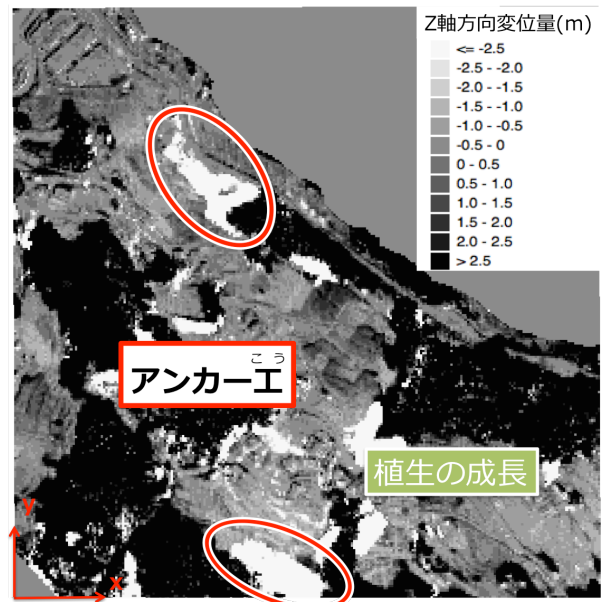 Z軸方向変位量(m)
<= -2.5
-2.5 - -2.0
-2.0 - -1.5
-1.5 - -1.0
-1.0 - -0.5
-0.5 - 0
0 - 0.5
0.5 - 1.0
1.0 - 1.5
1.5 - 2.0
2.0 - 2.5
> 2.5
こう
アンカー工
植生の成長
y
x